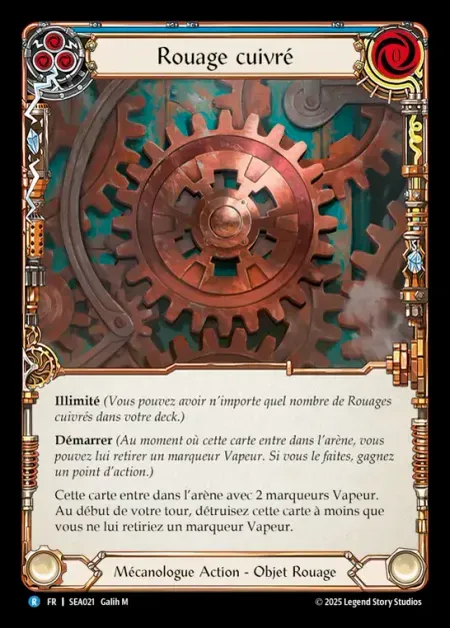 Rouage cuivré
0
Illimité (Vous pouvez avoir n'importe quel nombre de Rouages
cuivrés dans votre deck.)
Démarrer (Au moment où cette carte entre dans l'arène, vous
pouvez lui retirer un marqueur Vapeur. Si vous le faites, gagnez
un point d'action.)
Cette carte entre dans l'arène avec 2 marqueurs Vapeur.
Au début de votre tour, détruisez cette carte à moins que
vous ne lui retiriez un marqueur Vapeur.
Mécanologue Action - Objet Rouage
R FR | SEA021 Galih M © 2025 Legend Story Studios